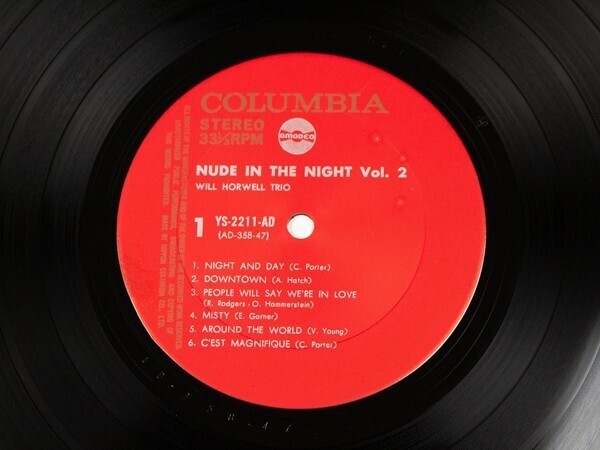 COLUMBIA
STEREO
33⅓RPM
AMADEO
NUDE IN THE NIGHT Vol. 2
WILL HORWELL TRIO
1
YS-2211-AD
(AD-358-47)
1. NIGHT AND DAY (C. Porter)
2. DOWNTOWN (A. Hatch)
3. PEOPLE WILL SAY WE'RE IN LOVE
(R. Rodgers - O. Hammerstein)
4. MISTY (E. Garner)
5. AROUND THE WORLD (V. Young)
6. C'EST MAGNIFIQUE (C. Porter)